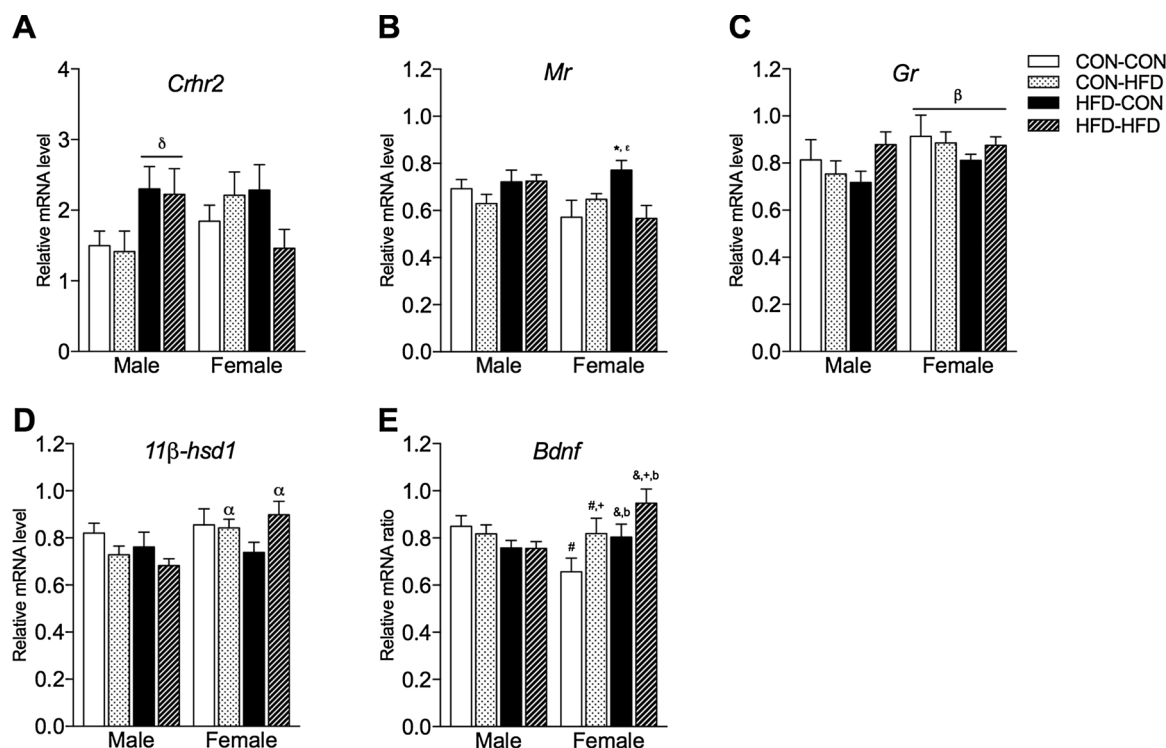 A
Crhr2
Relative mRNA level
4
3
2
1
0
δ
Male Female
B
Mr
Relative mRNA level
1.2
1.0
0.8
0.6
0.4
0.2
0.0
*, ε
Male Female
C
Gr
Relative mRNA level
1.2
1.0
0.8
0.6
0.4
0.2
0.0
β
Male Female
CON-CON
CON-HFD
HFD-CON
HFD-HFD
D
11β-hsd1
Relative mRNA level
1.2
1.0
0.8
0.6
0.4
0.2
0.0
α
α
Male Female
E
Bdnf
Relative mRNA ratio
1.2
1.0
0.8
0.6
0.4
0.2
0.0
#
#,+
&,b
&,+,b
Male Female